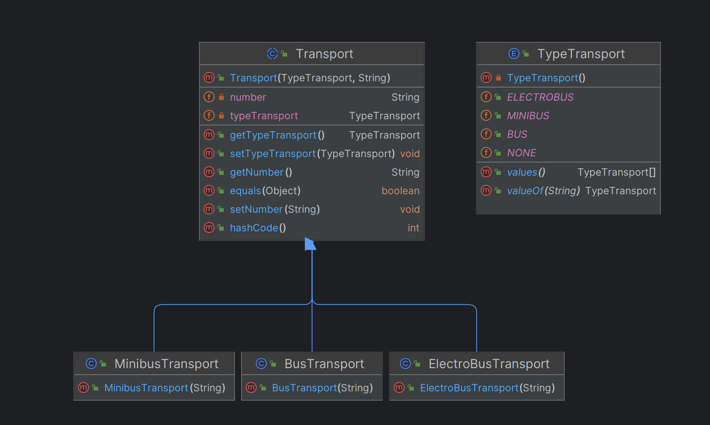 Transport
Transport(TypeTransport, String)
number String
typeTransport TypeTransport
getTypeTransport() TypeTransport
setTypeTransport(TypeTransport) void
getNumber() String
equals(Object) boolean
setNumber(String) void
hashCode() int
TypeTransport
TypeTransport()
ELECTROBUS
MINIBUS
BUS
NONE
values() TypeTransport[]
valueOf(String) TypeTransport
MinibusTransport
MinibusTransport(String)
BusTransport
BusTransport(String)
ElectroBusTransport
ElectroBusTransport(String)